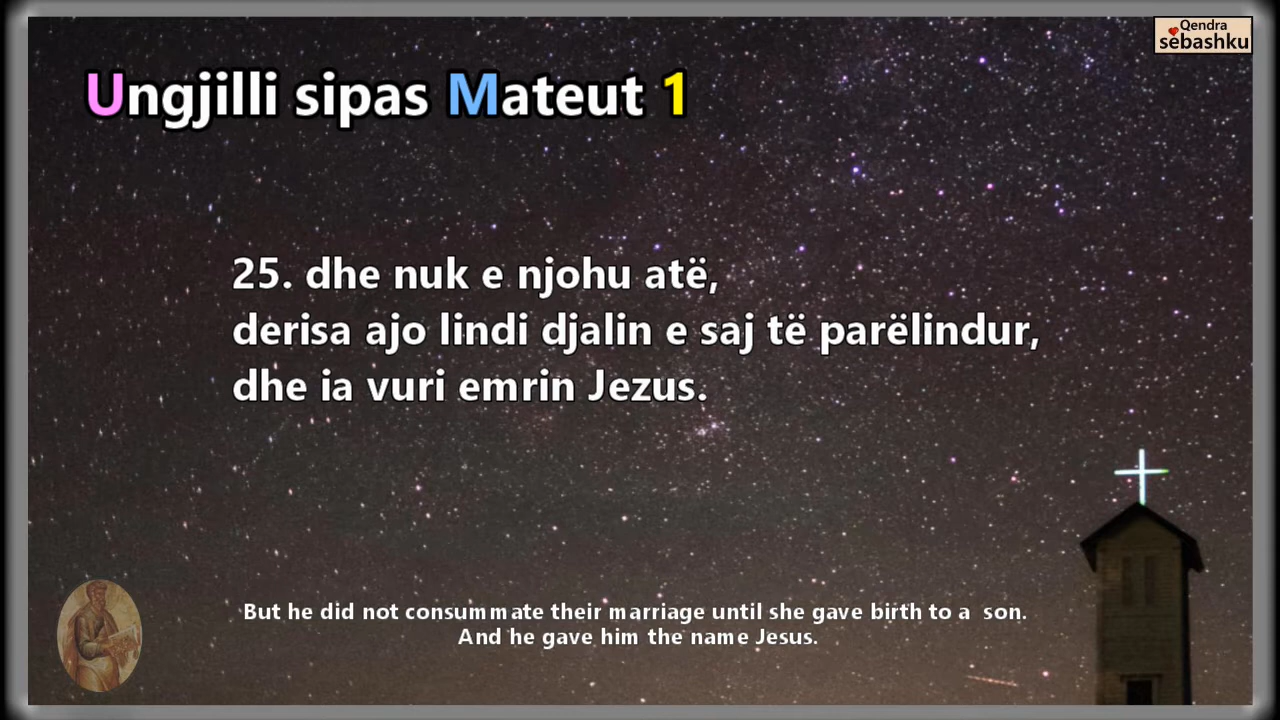 Qendra
sebashku
Ungjilli sipas Mateut 1
25. dhe nuk e njohu atë,
derisa ajo lindi djalin e saj të parëlindur,
dhe ia vuri emrin Jezus.
But he did not consummate their marriage until she gave birth to a son.
And he gave him the name Jesus.